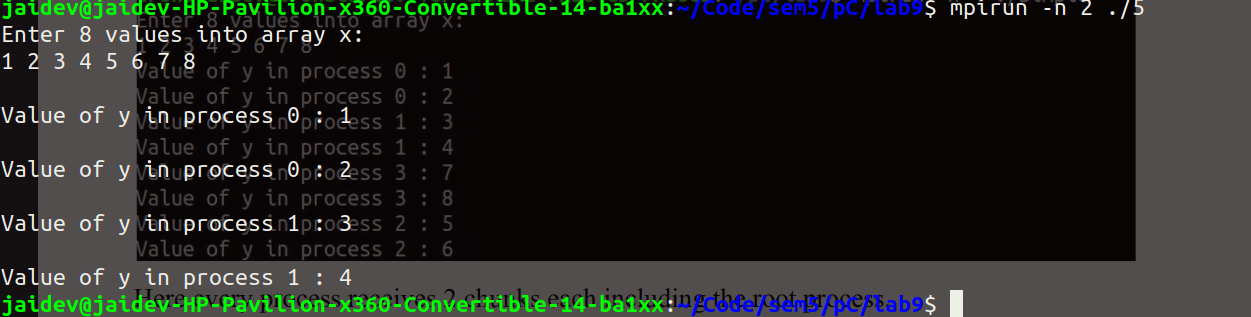 jaidev@jaidev-HP-Pavilion-x360-Convertible-14-ba1xx:~/Code/sem5/pC/lab9$ mpirun -n 2 ./5
Enter 8 values into array x:
Enter 8 values into array x:
1 2 3 4 5 6 7 8
1 2 3 4 5 6 7 8
Value of y in process 0 : 1
Value of y in process 0 : 2
Value of y in process 0 : 1
Value of y in process 1 : 3
Value of y in process 1 : 4
Value of y in process 0 : 2
Value of y in process 3 : 7
Value of y in process 3 : 8
Value of y in process 1 : 3
Value of y in process 2 : 5
Value of y in process 2 : 6
Value of y in process 1 : 4
Here every process receives 2 chunks each including the root process
jaidev@jaidev-HP-Pavilion-x360-Convertible-14-ba1xx:~/Code/sem5/pC/lab9$